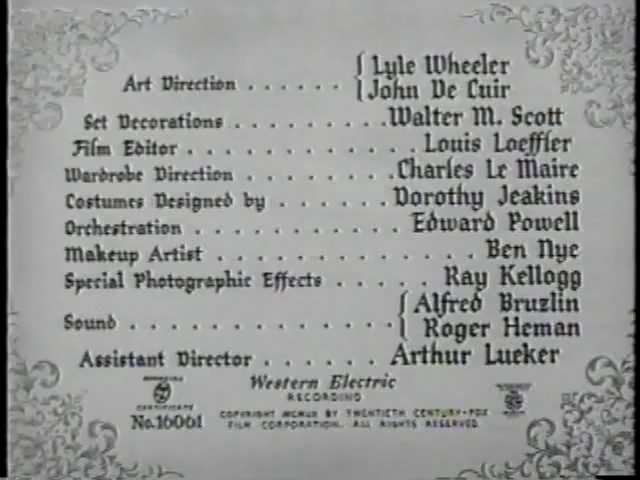 Art Direction . . . . . . { Lyle Wheeler
John De Cuir
Set Decorations . . . . . . . . . Walter M. Scott
Film Editor . . . . . . . . . . . . . Louis Loeffler
Wardrobe Direction . . . . . . . . Charles Le Maire
Costumes Designed by . . . . . . Dorothy Jeakins
Orchestration . . . . . . . . . . . . Edward Powell
Makeup Artist . . . . . . . . . . . . . . Ben Nye
Special Photographic Effects . . . . . Ray Kellogg
Sound . . . . . . . . . . . . . . { Alfred Bruzlin
Roger Heman
Assistant Director . . . . . . Arthur Lueker
Western Electric
RECORDING
CERTIFICATE
No. 16061
COPYRIGHT MCMLII BY TWENTIETH CENTURY-FOX
FILM CORPORATION. ALL RIGHTS RESERVED